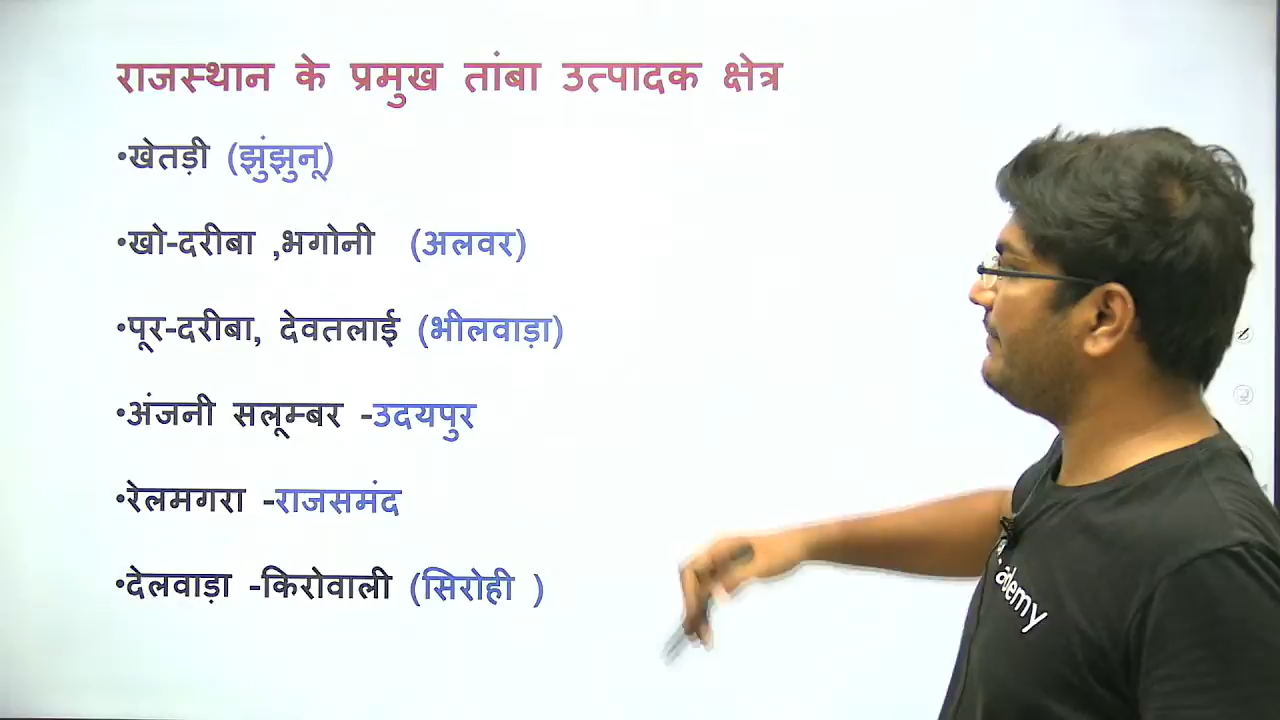 राजस्थान के प्रमुख तांबा उत्पादक क्षेत्र
•खेतड़ी (झुंझुनू)
•खो-दरीबा ,भगोनी (अलवर)
•पूर-दरीबा, देवतलाई (भीलवाड़ा)
•अंजनी सलूम्बर -उदयपुर
•रेलमगरा -राजसमंद
•देलवाड़ा -किरोवाली (सिरोही )